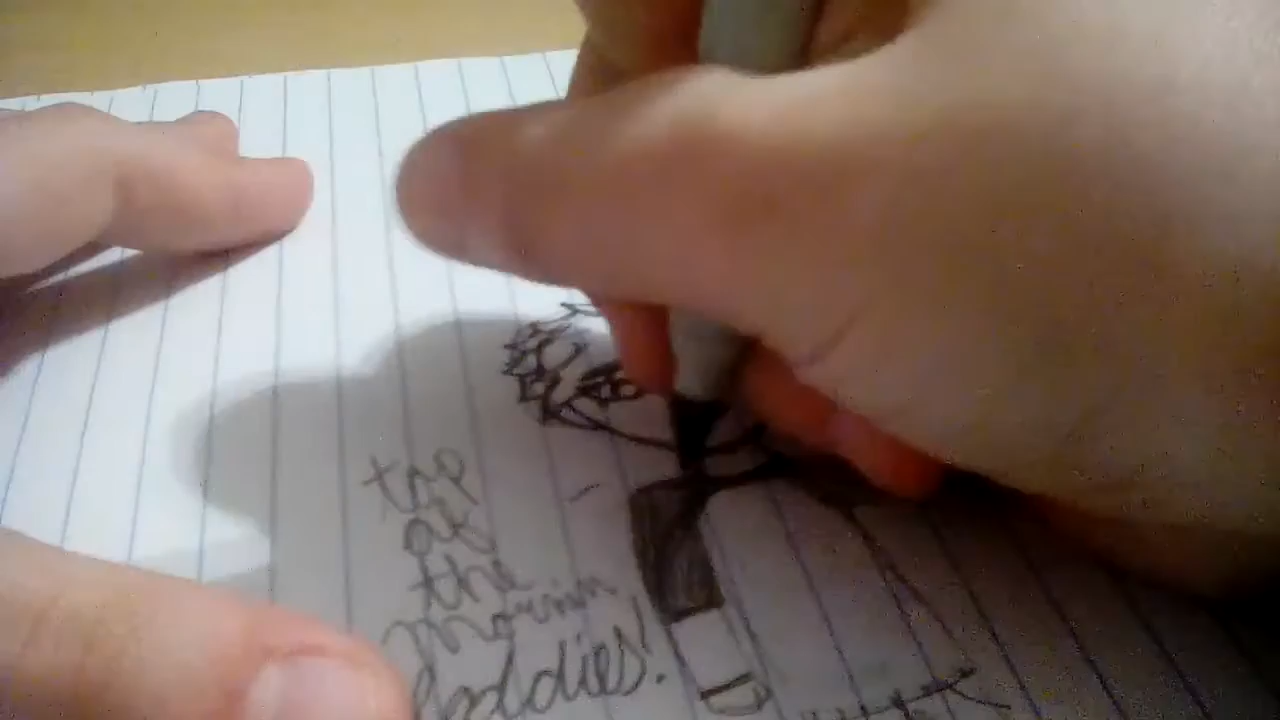 top
of
the
mornin
laddies!